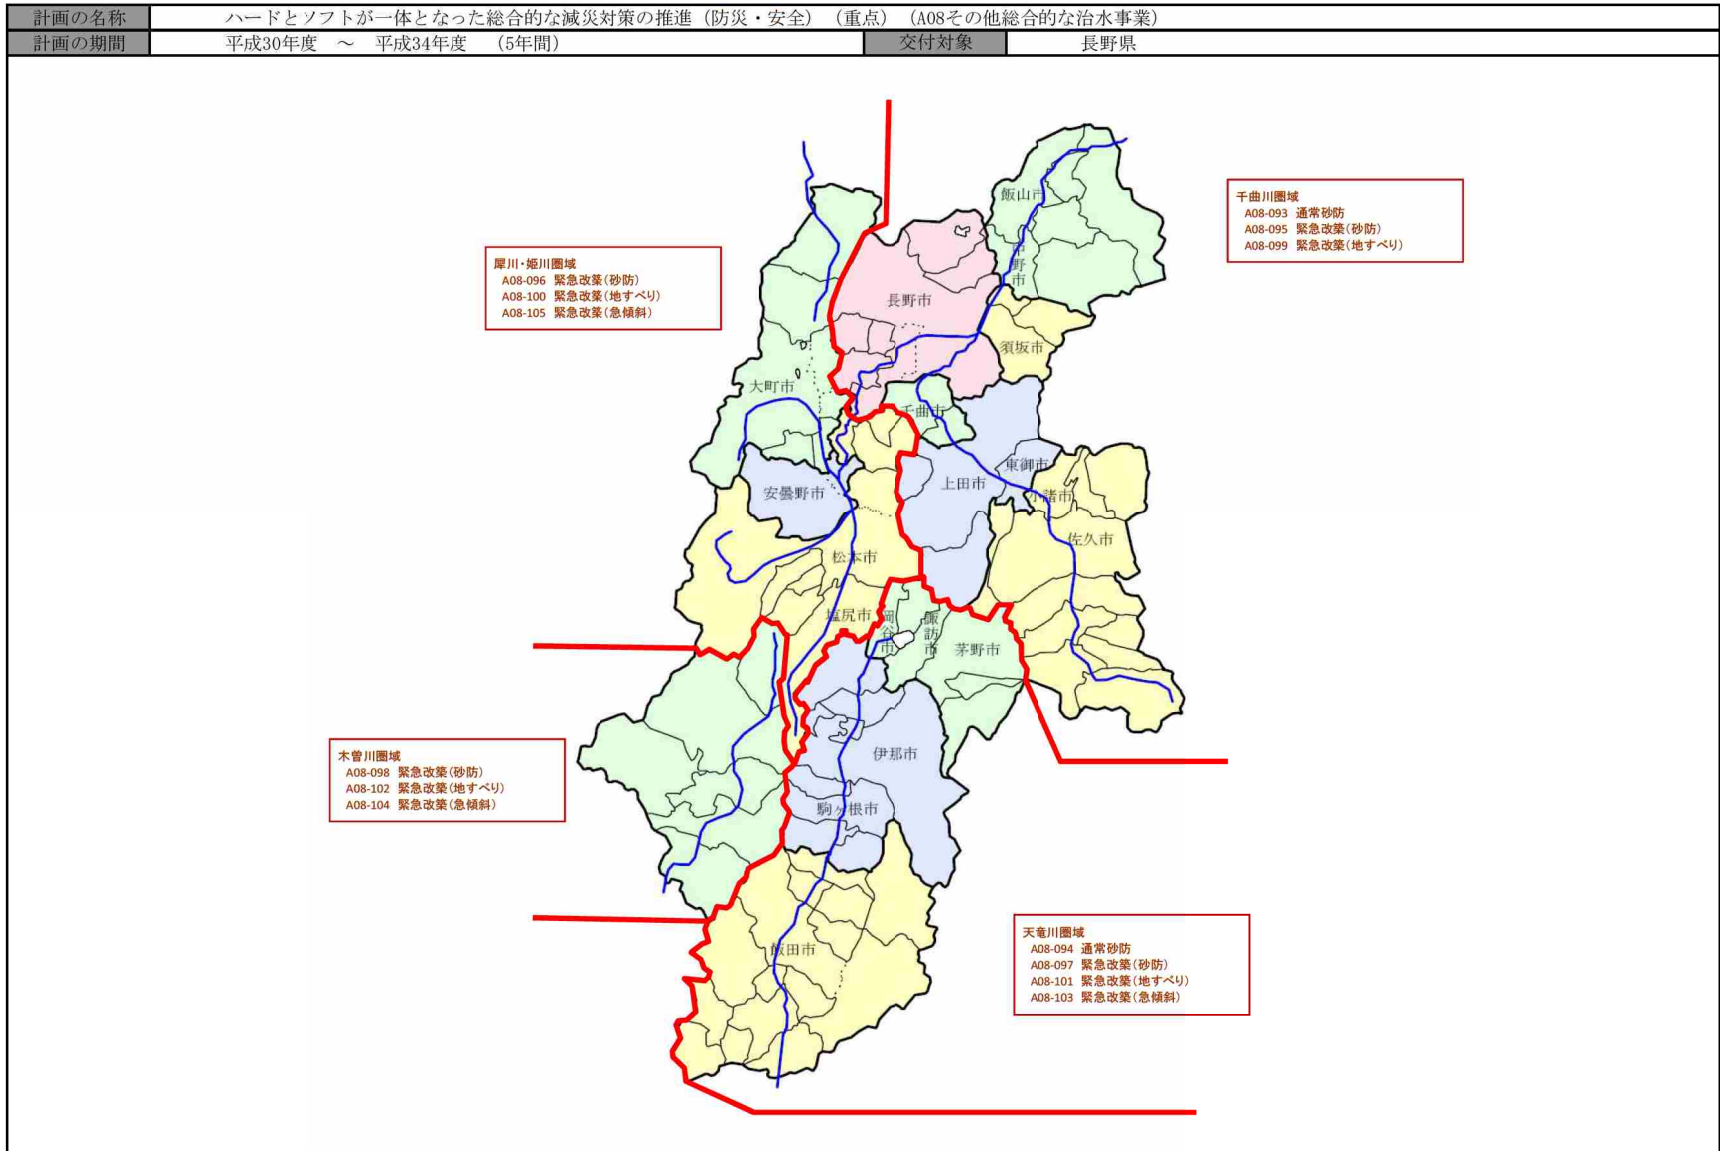 計画の名称 ハードとソフトが一体となった総合的な減災対策の推進（防災・安全）（重点）（A08その他総合的な治水事業）
計画の期間 平成30年度 ～ 平成34年度 （5年間） 交付対象 長野県
千曲川圏域
A08-093 通常砂防
A08-095 緊急改築（砂防）
A08-099 緊急改築（地すべり）
犀川・姫川圏域
A08-096 緊急改築（砂防）
A08-100 緊急改築（地すべり）
A08-105 緊急改築（急傾斜）
飯山市
中野市
長野市
須坂市
大町市
千曲市
東御市
上田市
小諸市
安曇野市
佐久市
松本市
塩尻市
岡谷市
諏訪市
茅野市
伊那市
駒ヶ根市
飯田市
木曽川圏域
A08-098 緊急改築（砂防）
A08-102 緊急改築（地すべり）
A08-104 緊急改築（急傾斜）
天竜川圏域
A08-094 通常砂防
A08-097 緊急改築（砂防）
A08-101 緊急改築（地すべり）
A08-103 緊急改築（急傾斜）